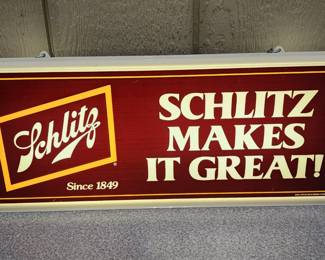 Schlitz
Since 1849
SCHLITZ
MAKES
IT GREAT!